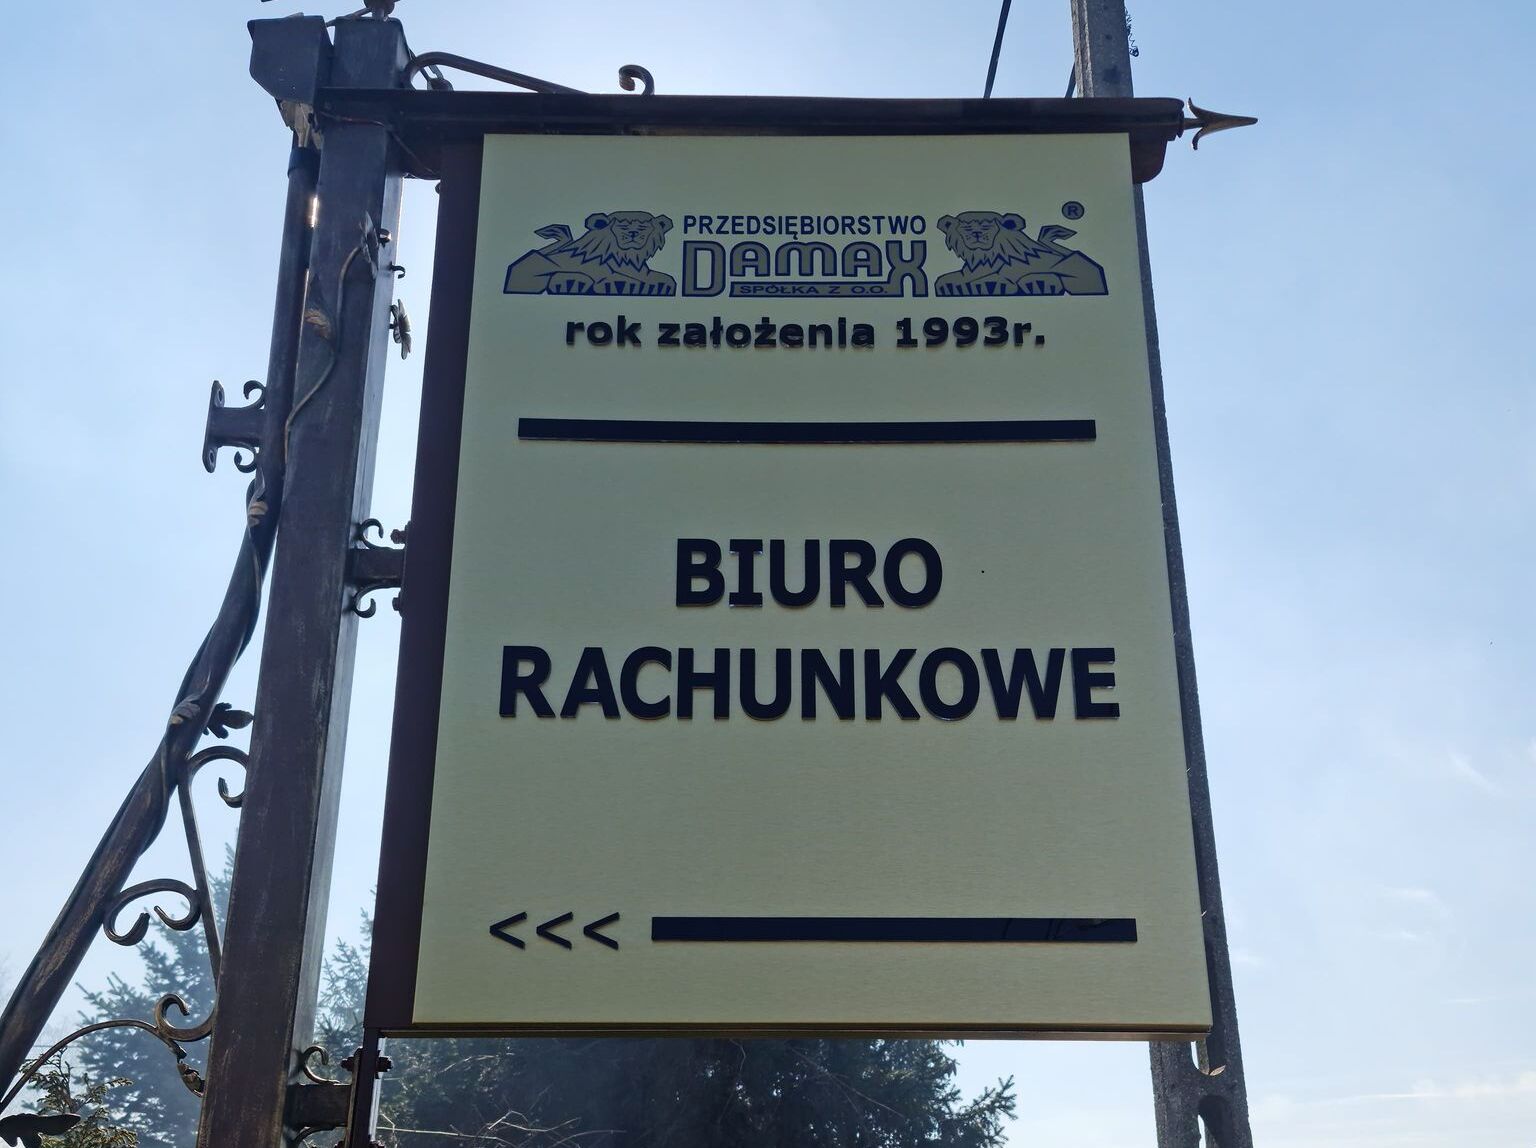 PRZEDSIĘBIORSTWO ®
DAMAX
SPÓŁKA Z O.O.
rok założenia 1993r.
BIURO
RACHUNKOWE
<<<